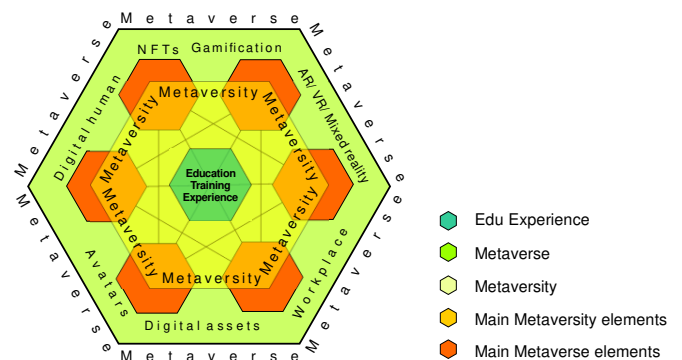 Metaverse
Metaverse
Metaverse
NFTs
Gamification
Digital human
AR/ VR/ Mixed reality
Metaversity
Metaversity
Metaversity
Education
Training
Experience
Metaversity
Metaversity
Metaversity
Avatars
Workplace
Digital assets
Metaverse
Metaverse
Metaverse
Edu Experience
Metaverse
Metaversity
Main Metaversity elements
Main Metaverse elements